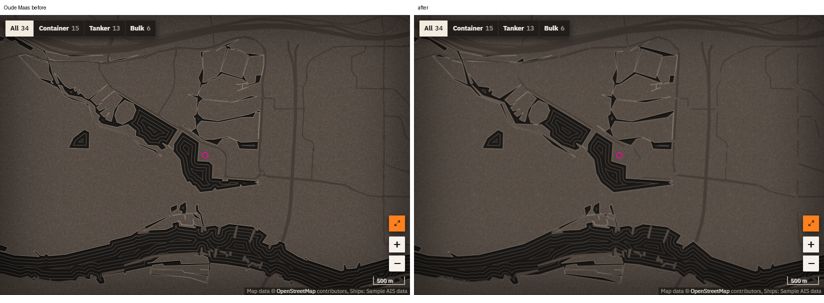 Oude Maas before
after
All 34 Container 15 Tanker 13 Bulk 6
All 34 Container 15 Tanker 13 Bulk 6
+
−
500 m
Map data © OpenStreetMap contributors, Ships: Sample AIS data
+
−
500 m
Map data © OpenStreetMap contributors, Ships: Sample AIS data